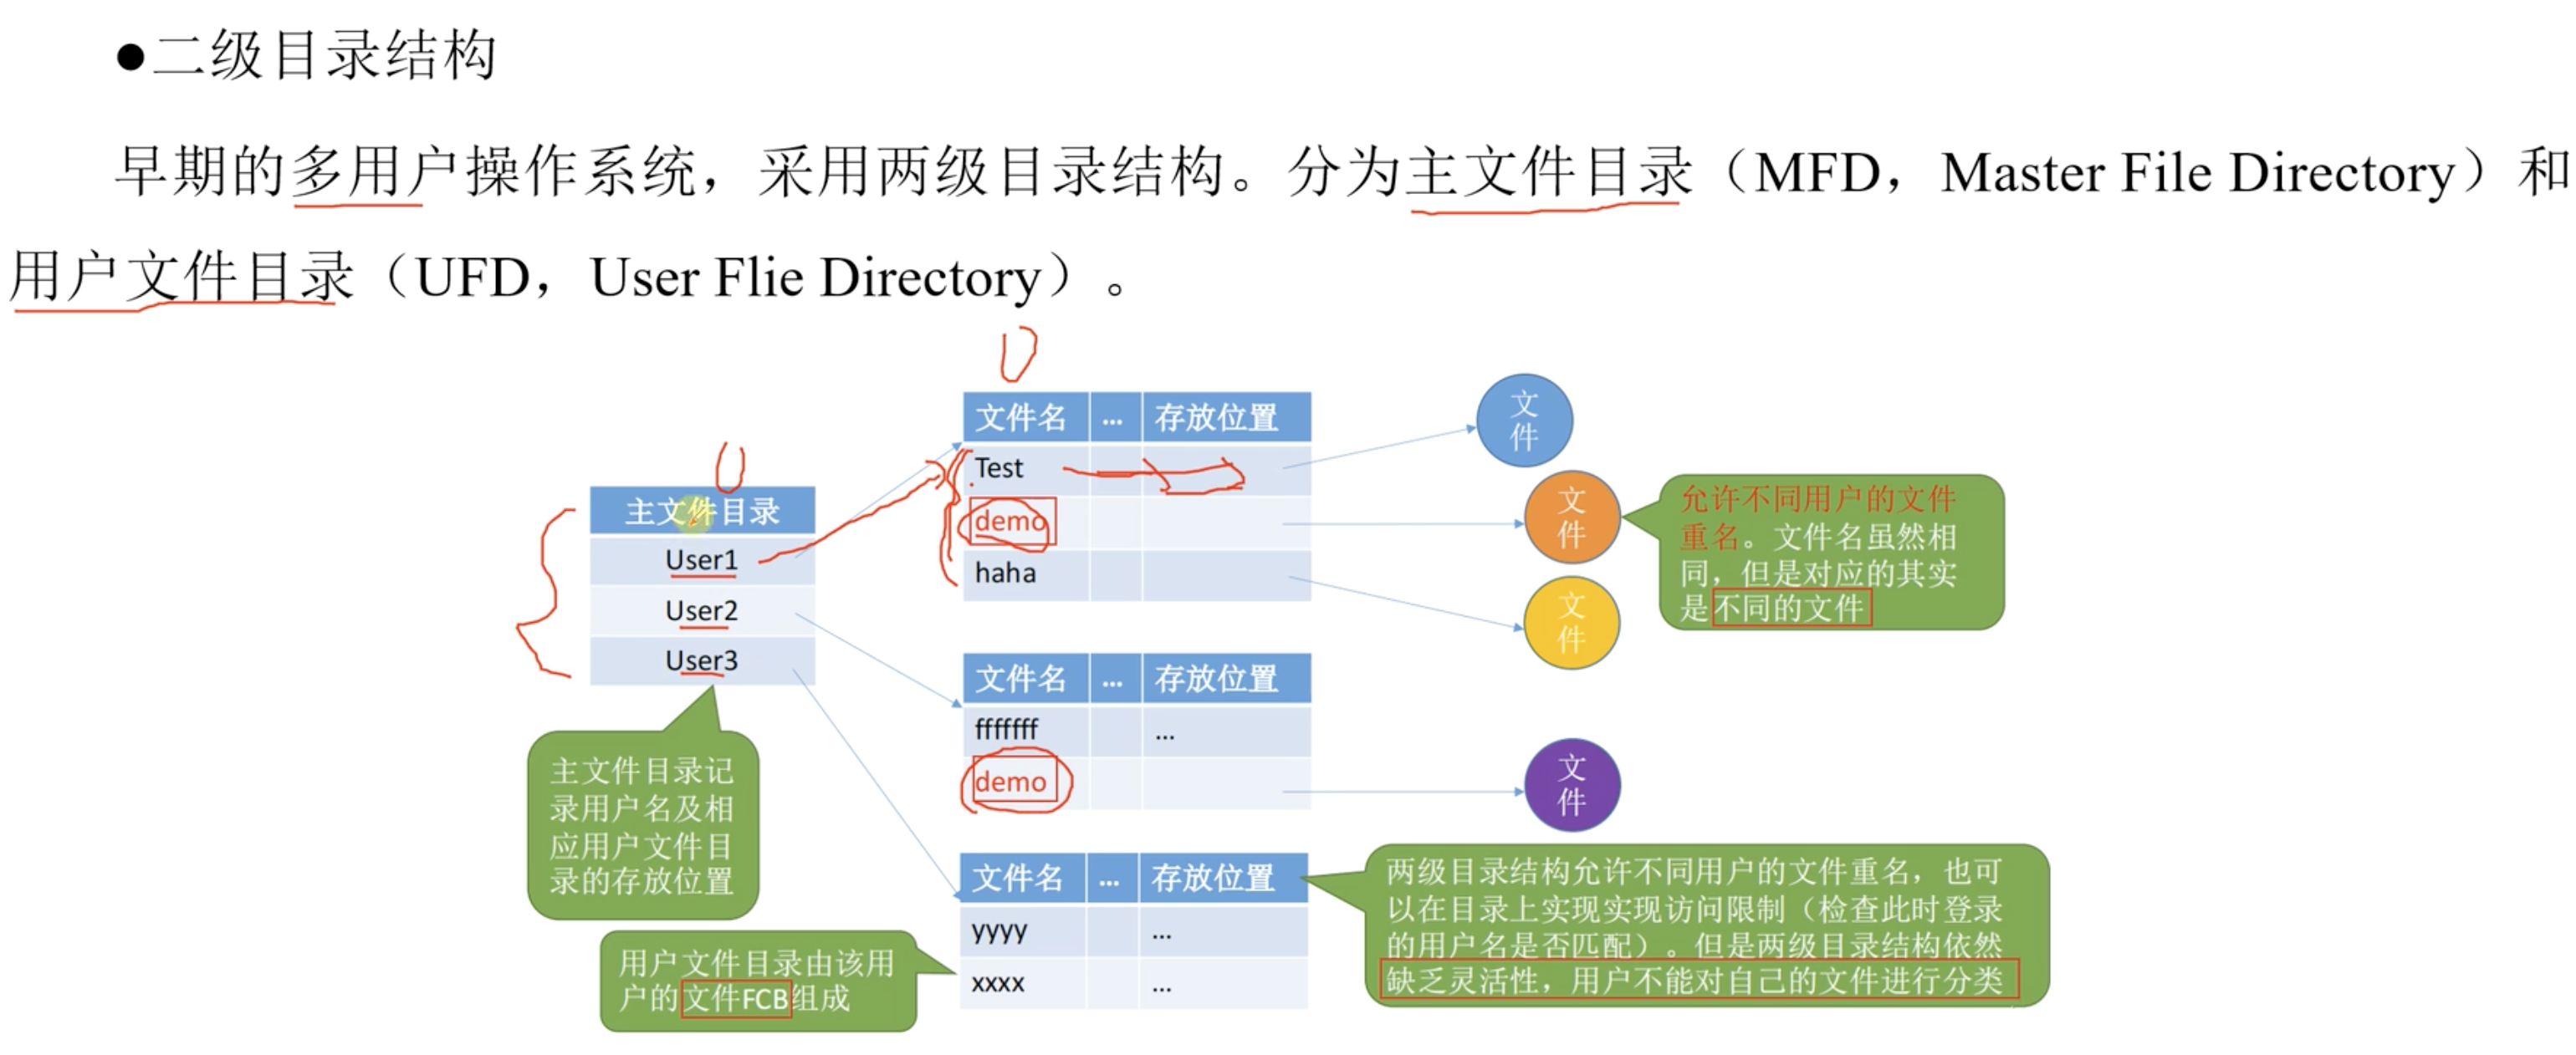 ●二级目录结构
早期的多用户操作系统，采用两级目录结构。分为主文件目录（MFD，Master File Directory）和
用户文件目录（UFD，User Flie Directory）。
主文件目录
User1
User2
User3
主文件目录记
录用户名及相
应用户文件目
录的存放位置
用户文件目录由该用
户的文件FCB组成
文件名 ... 存放位置
Test
demo
haha
文件名 ... 存放位置
fffffff ...
demo
文件名 ... 存放位置
yyyy ...
xxxx ...
文
件
文
件
文
件
文
件
允许不同用户的文件
重名。文件名虽然相
同，但是对应的其实
是不同的文件
两级目录结构允许不同用户的文件重名，也可
以在目录上实现实现访问限制（检查此时登录
的用户名是否匹配）。但是两级目录结构依然
缺乏灵活性，用户不能对自己的文件进行分类